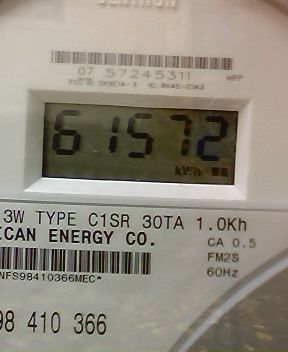 07 57245311
61572
kWh
3W TYPE C1SR 30TA 1.0Kh
ICAN ENERGY CO.
CA 0.5
FM2S
60Hz
NFS98410366MEC*
98 410 366